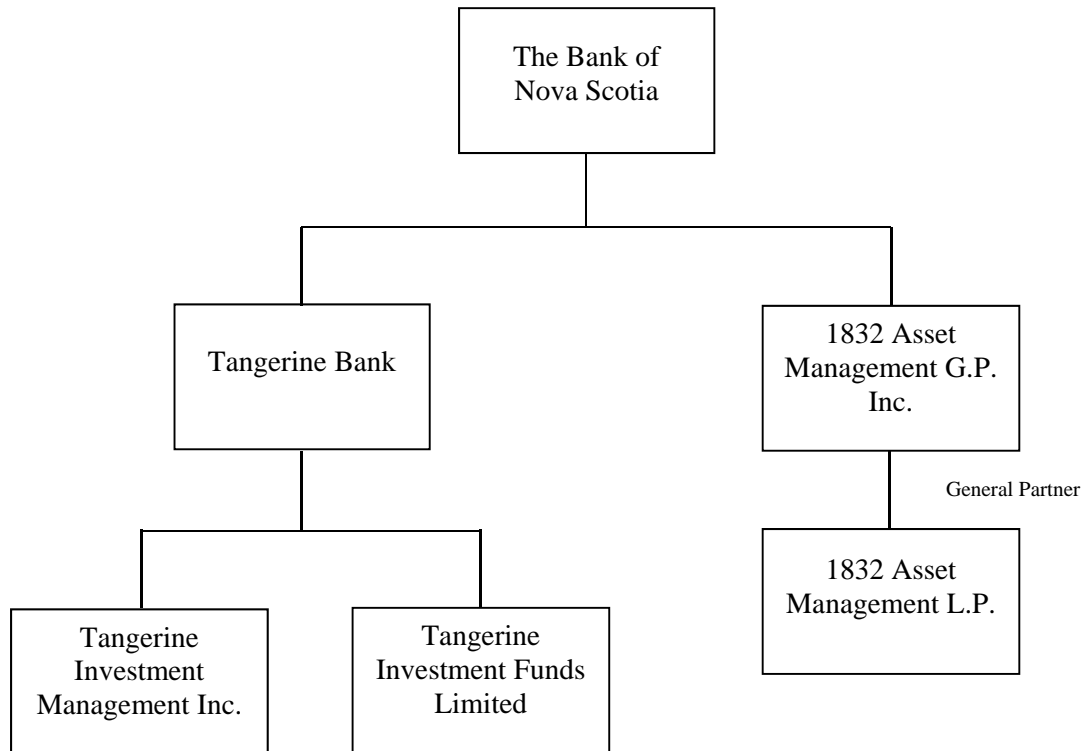 The Bank of
Nova Scotia
Tangerine Bank
1832 Asset
Management G.P.
Inc.
General Partner
1832 Asset
Management L.P.
Tangerine
Investment
Management Inc.
Tangerine
Investment Funds
Limited